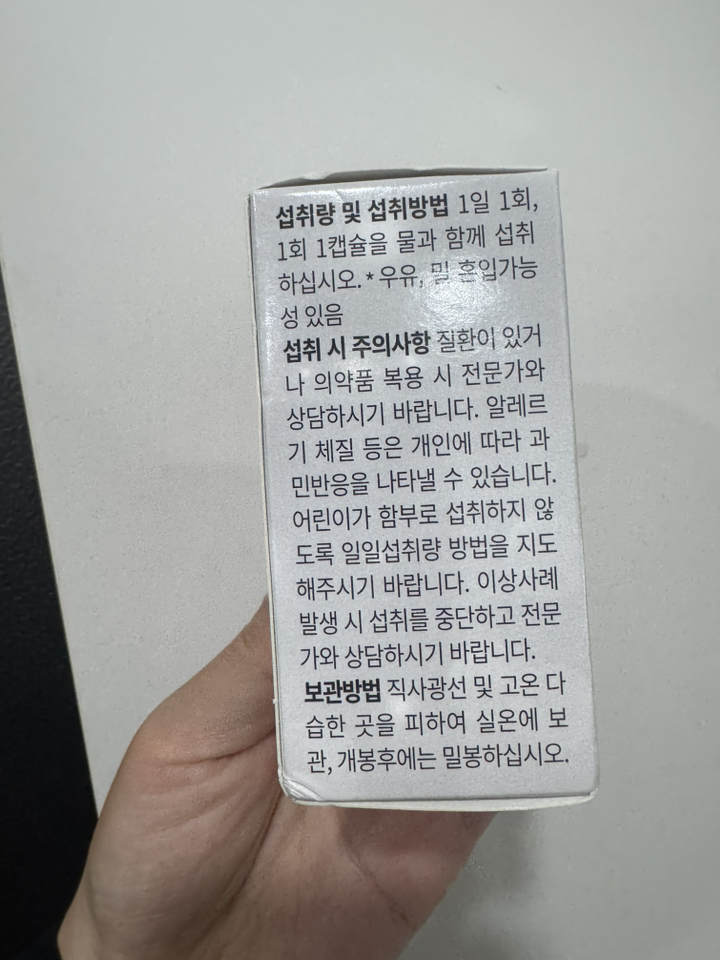 섭취량 및 섭취방법 1일 1회,
1회 1캡슐을 물과 함께 섭취
하십시오. * 우유, 밀 혼입가능
성 있음
섭취 시 주의사항 질환이 있거
나 의약품 복용 시 전문가와
상담하시기 바랍니다. 알레르
기 체질 등은 개인에 따라 과
민반응을 나타낼 수 있습니다.
어린이가 함부로 섭취하지 않
도록 일일섭취량 방법을 지도
해주시기 바랍니다. 이상사례
발생 시 섭취를 중단하고 전문
가와 상담하시기 바랍니다.
보관방법 직사광선 및 고온 다
습한 곳을 피하여 실온에 보
관, 개봉후에는 밀봉하십시오.